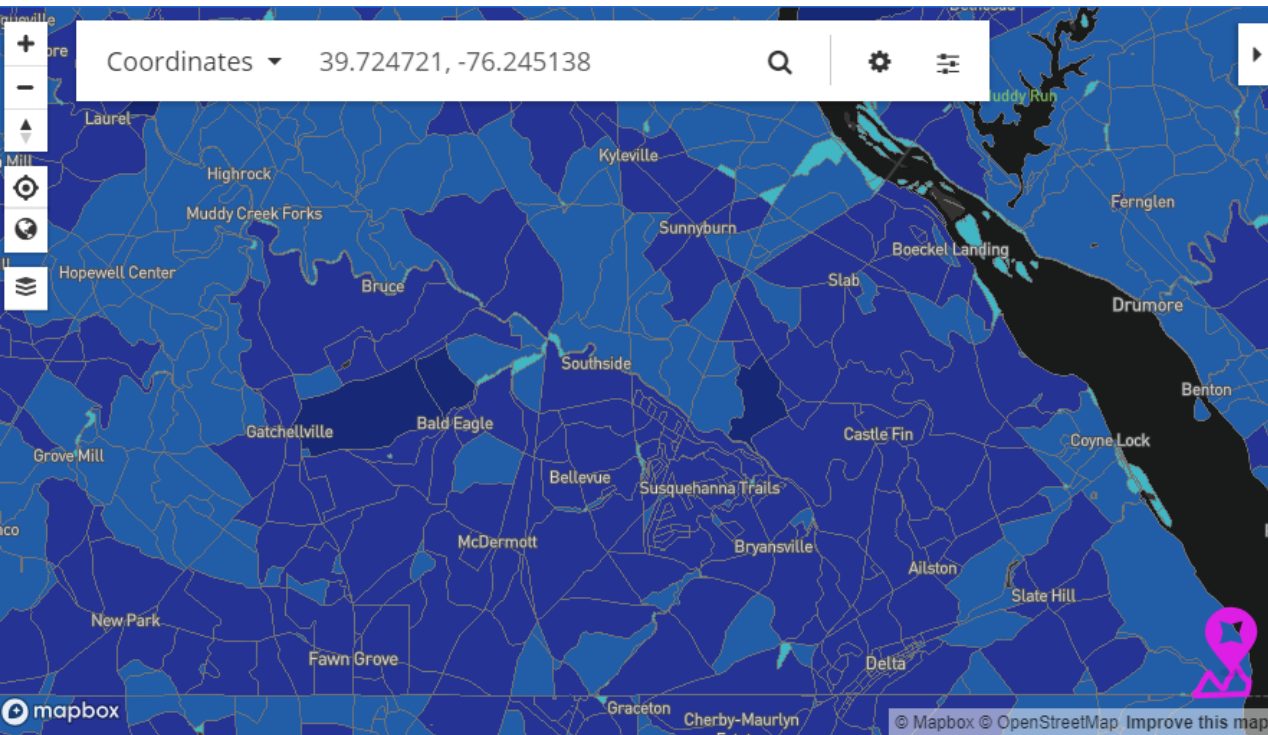 Coordinates 39.724721, -76.245138
Laurel
Muddy Run
Kyleville
Mill
Highrock
Fernglen
Muddy Creek Forks
Sunnyburn
Boeckel Landing
Hopewell Center
Bruce
Slab
Drumore
Southside
Benton
Bald Eagle
Gatchellville
Castle Fin
Coyne Lock
Grove Mill
Bellevue
Susquehanna Trails
McDermott
Bryansville
Ailston
Slate Hill
New Park
Fawn Grove
Delta
Graceton
Cherby-Maurlyn
mapbox
© Mapbox © OpenStreetMap Improve this map